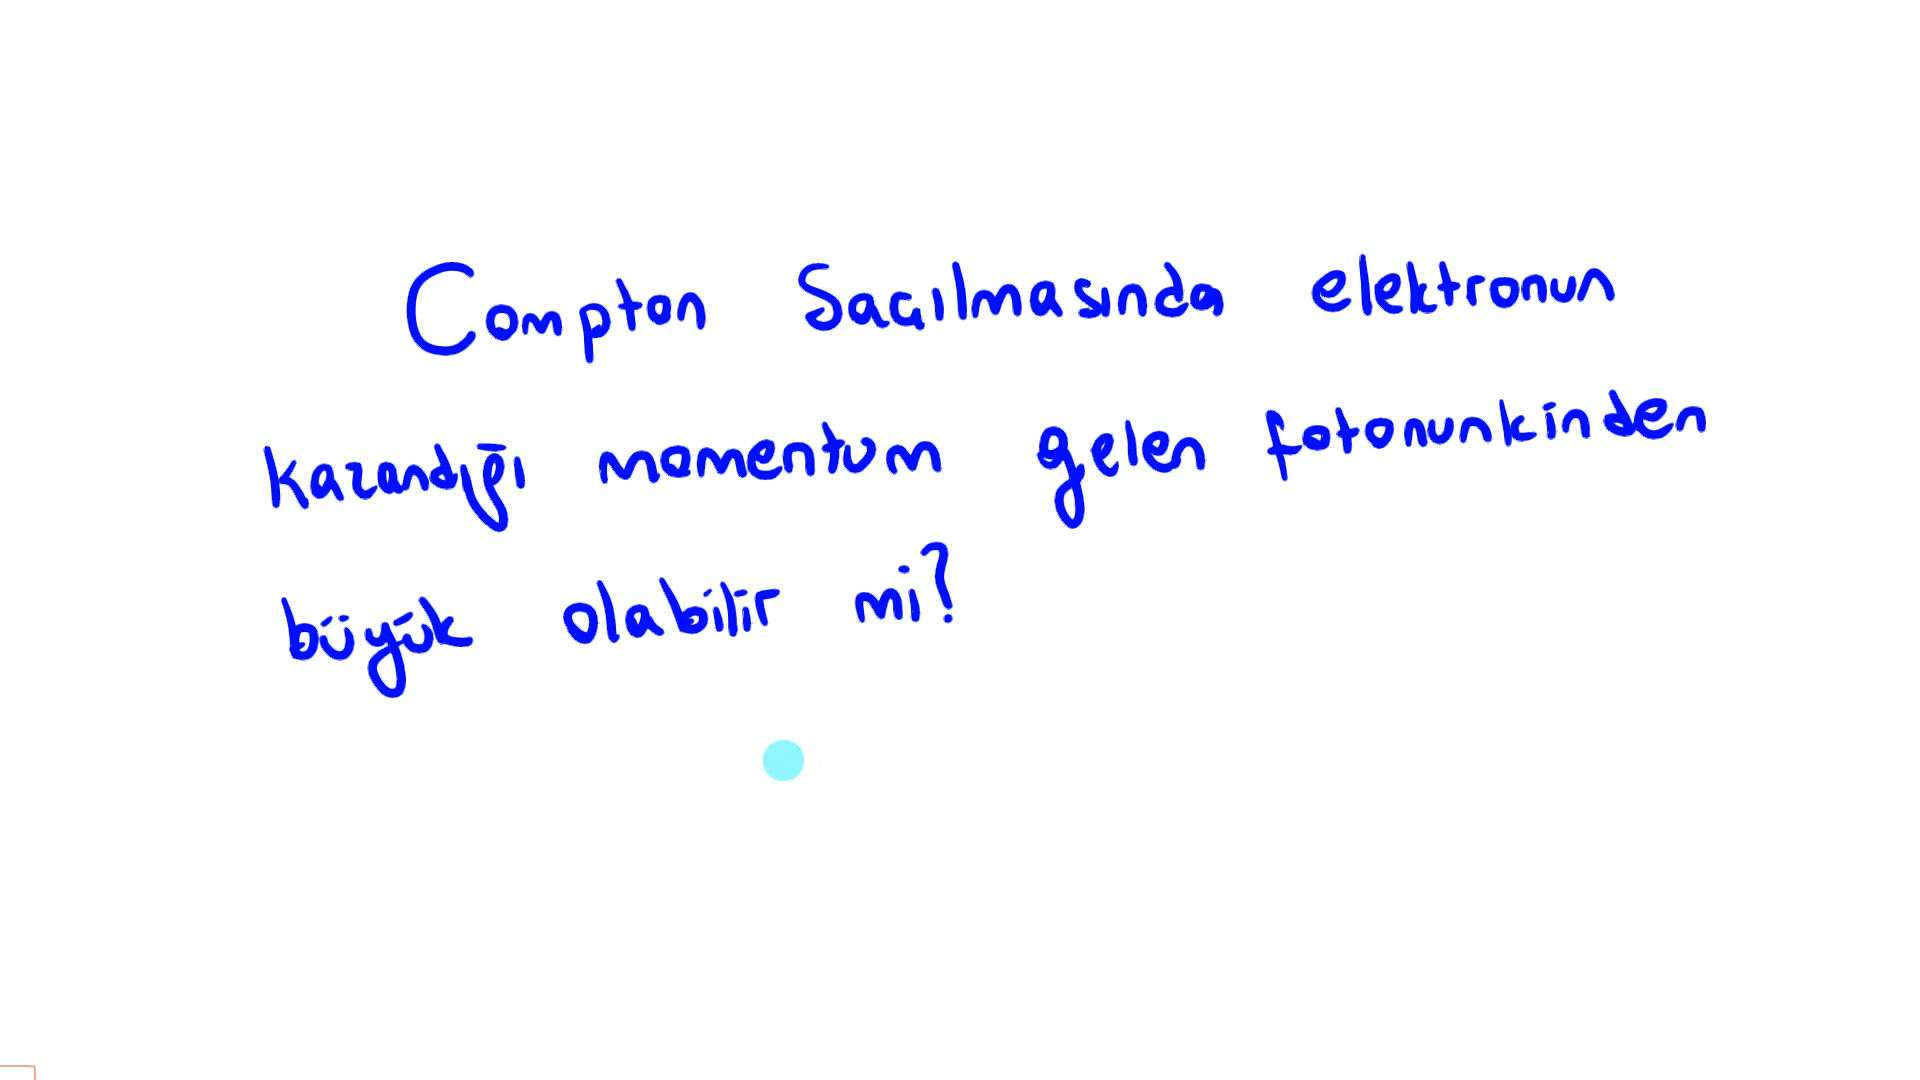 Compton Saçılmasında elektronun
kazandığı momentum gelen fotonunkinden
büyük olabilir mi?